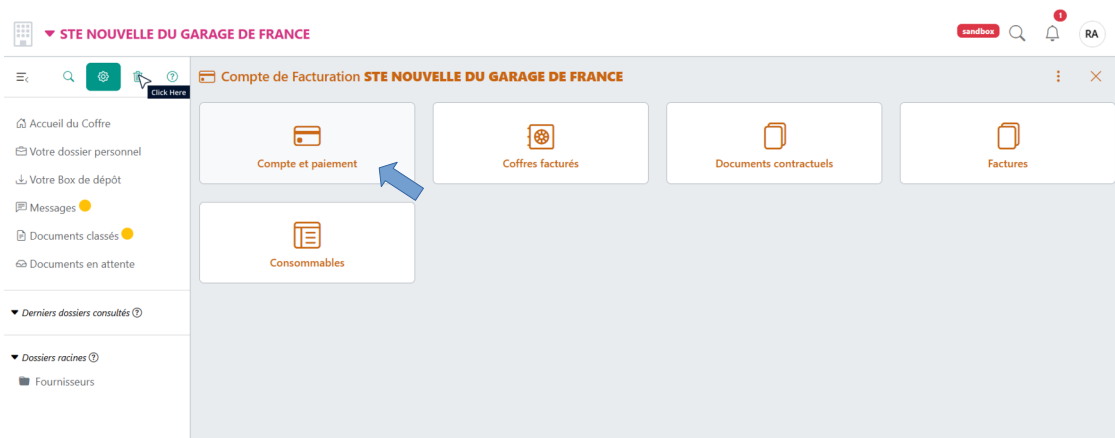 STE NOUVELLE DU GARAGE DE FRANCE
sandbox
1
RA
Click Here
Compte de Facturation STE NOUVELLE DU GARAGE DE FRANCE
Accueil du Coffre
Votre dossier personnel
Votre Box de dépôt
Messages
Documents classés
Documents en attente
Derniers dossiers consultés
Dossiers racines
Fournisseurs
Compte et paiement
Coffres facturés
Documents contractuels
Factures
Consommables